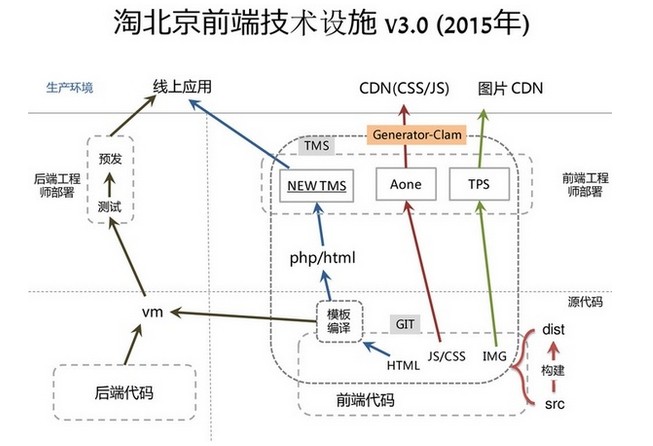 淘北京前端技术设施 v3.0 (2015年)
生产环境
线上应用
CDN(CSS/JS)
图片 CDN
Generator-Clam
TMS
预发
后端工程
师部署
测试
NEW TMS
Aone
TPS
前端工程
师部署
php/html
源代码
vm
模板
编译
GIT
dist
HTML
JS/CSS
IMG
构建
后端代码
前端代码
src